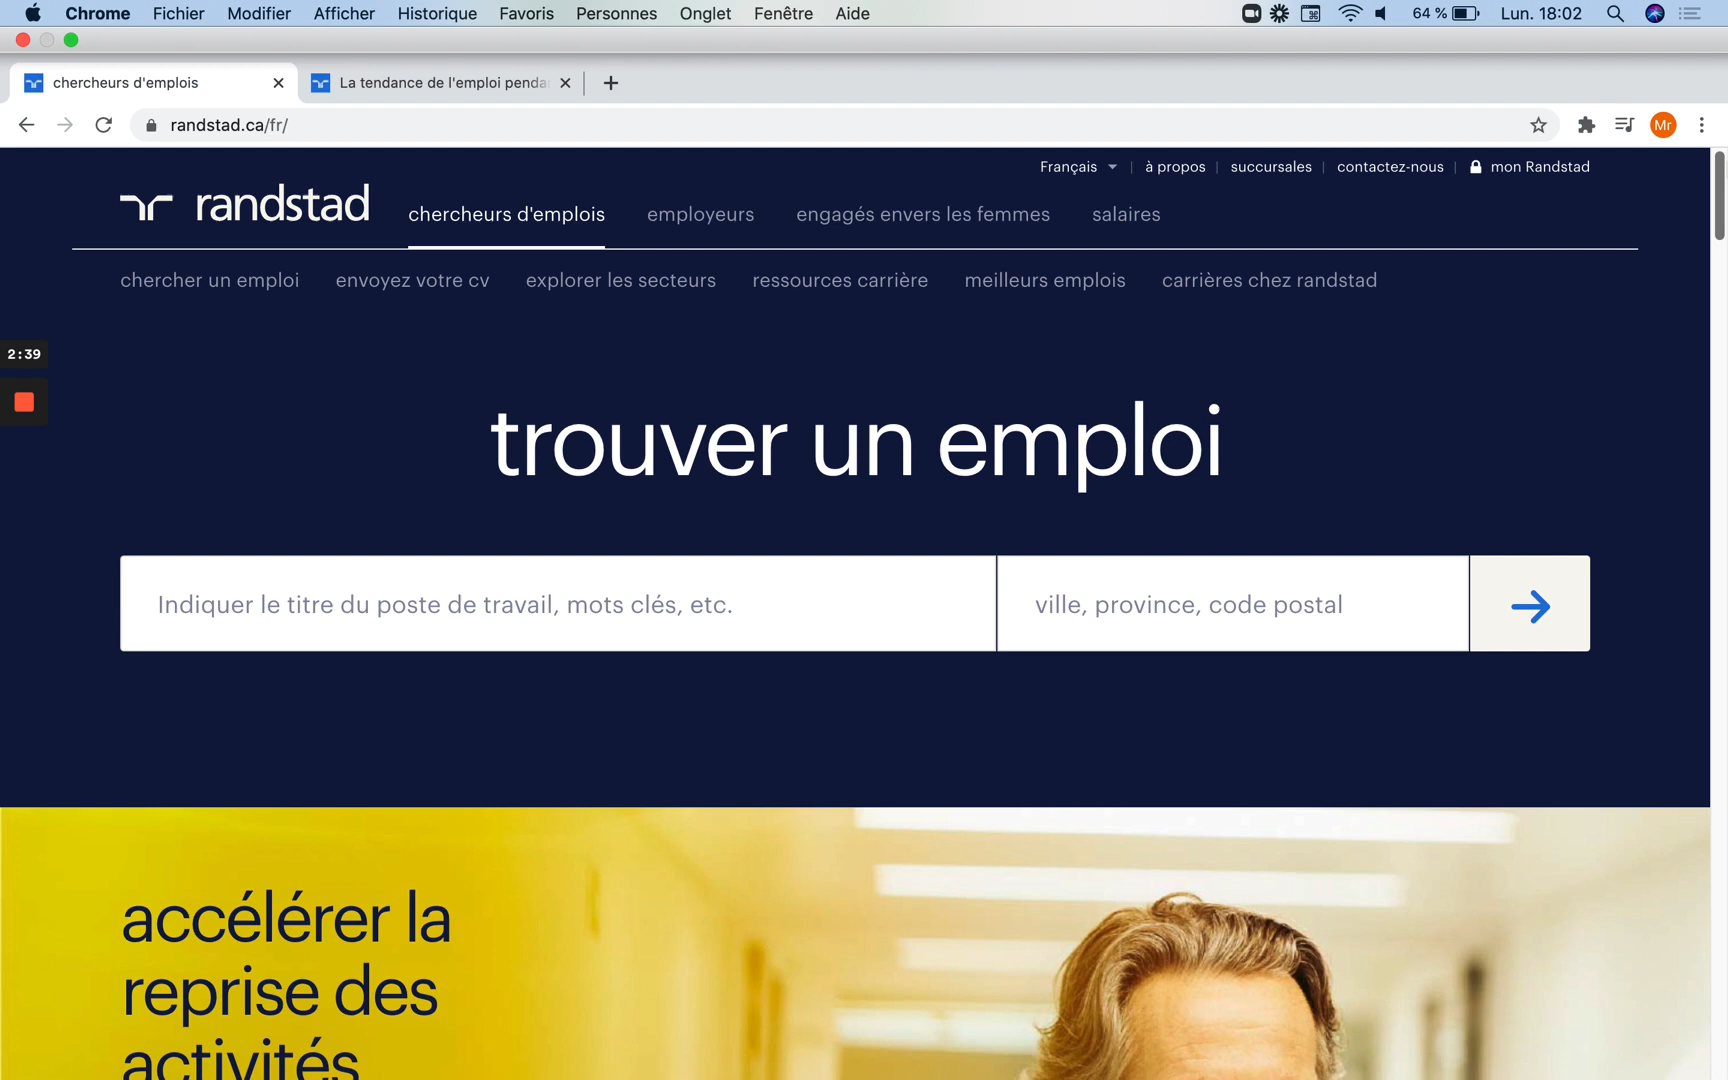 Chrome Fichier Modifier Afficher Historique Favoris Personnes Onglet Fenêtre Aide 64 % Lun. 18:02
chercheurs d'emplois La tendance de l'emploi penda
randstad.ca/fr/ Mr
Français à propos succursales contactez-nous mon Randstad
randstad chercheurs d'emplois employeurs engagés envers les femmes salaires
chercher un emploi envoyez votre cv explorer les secteurs ressources carrière meilleurs emplois carrières chez randstad
2:39
trouver un emploi
Indiquer le titre du poste de travail, mots clés, etc. ville, province, code postal
accélérer la
reprise des
activités